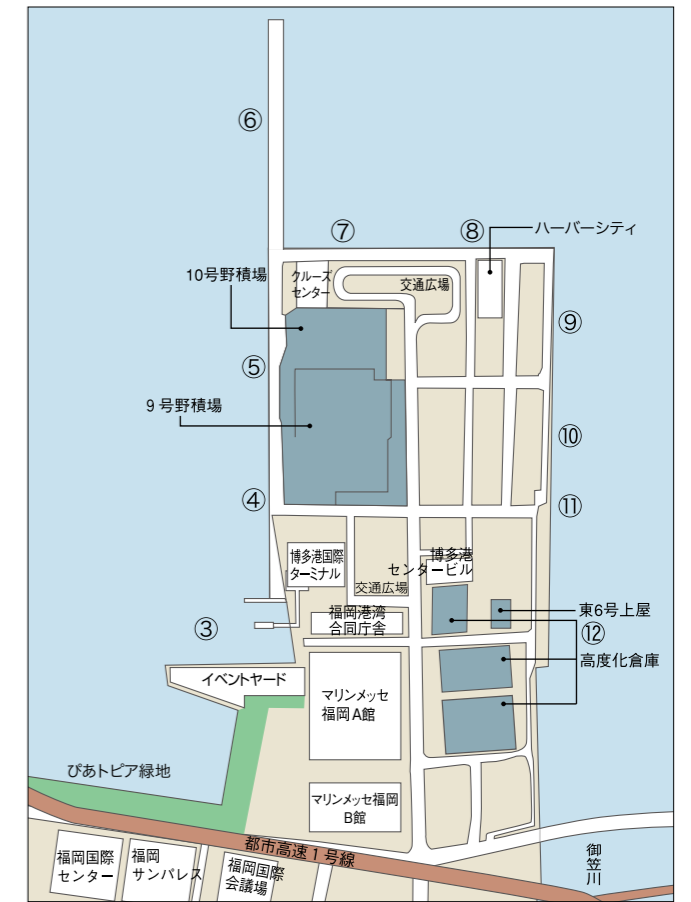 ⑥
⑦
⑧
ハーバーシティ
10号野積場
クルーズ
センター
交通広場
⑨
⑤
9号野積場
⑩
④
⑪
博多港国際
ターミナル
博多港
センタービル
交通広場
東6号上屋
福岡港湾
合同庁舎
③
⑫
高度化倉庫
イベントヤード
マリンメッセ
福岡A館
ぴあトピア緑地
マリンメッセ福岡
B館
都市高速1号線
御笠川
福岡国際
センター
福岡
サンパレス
福岡国際
会議場